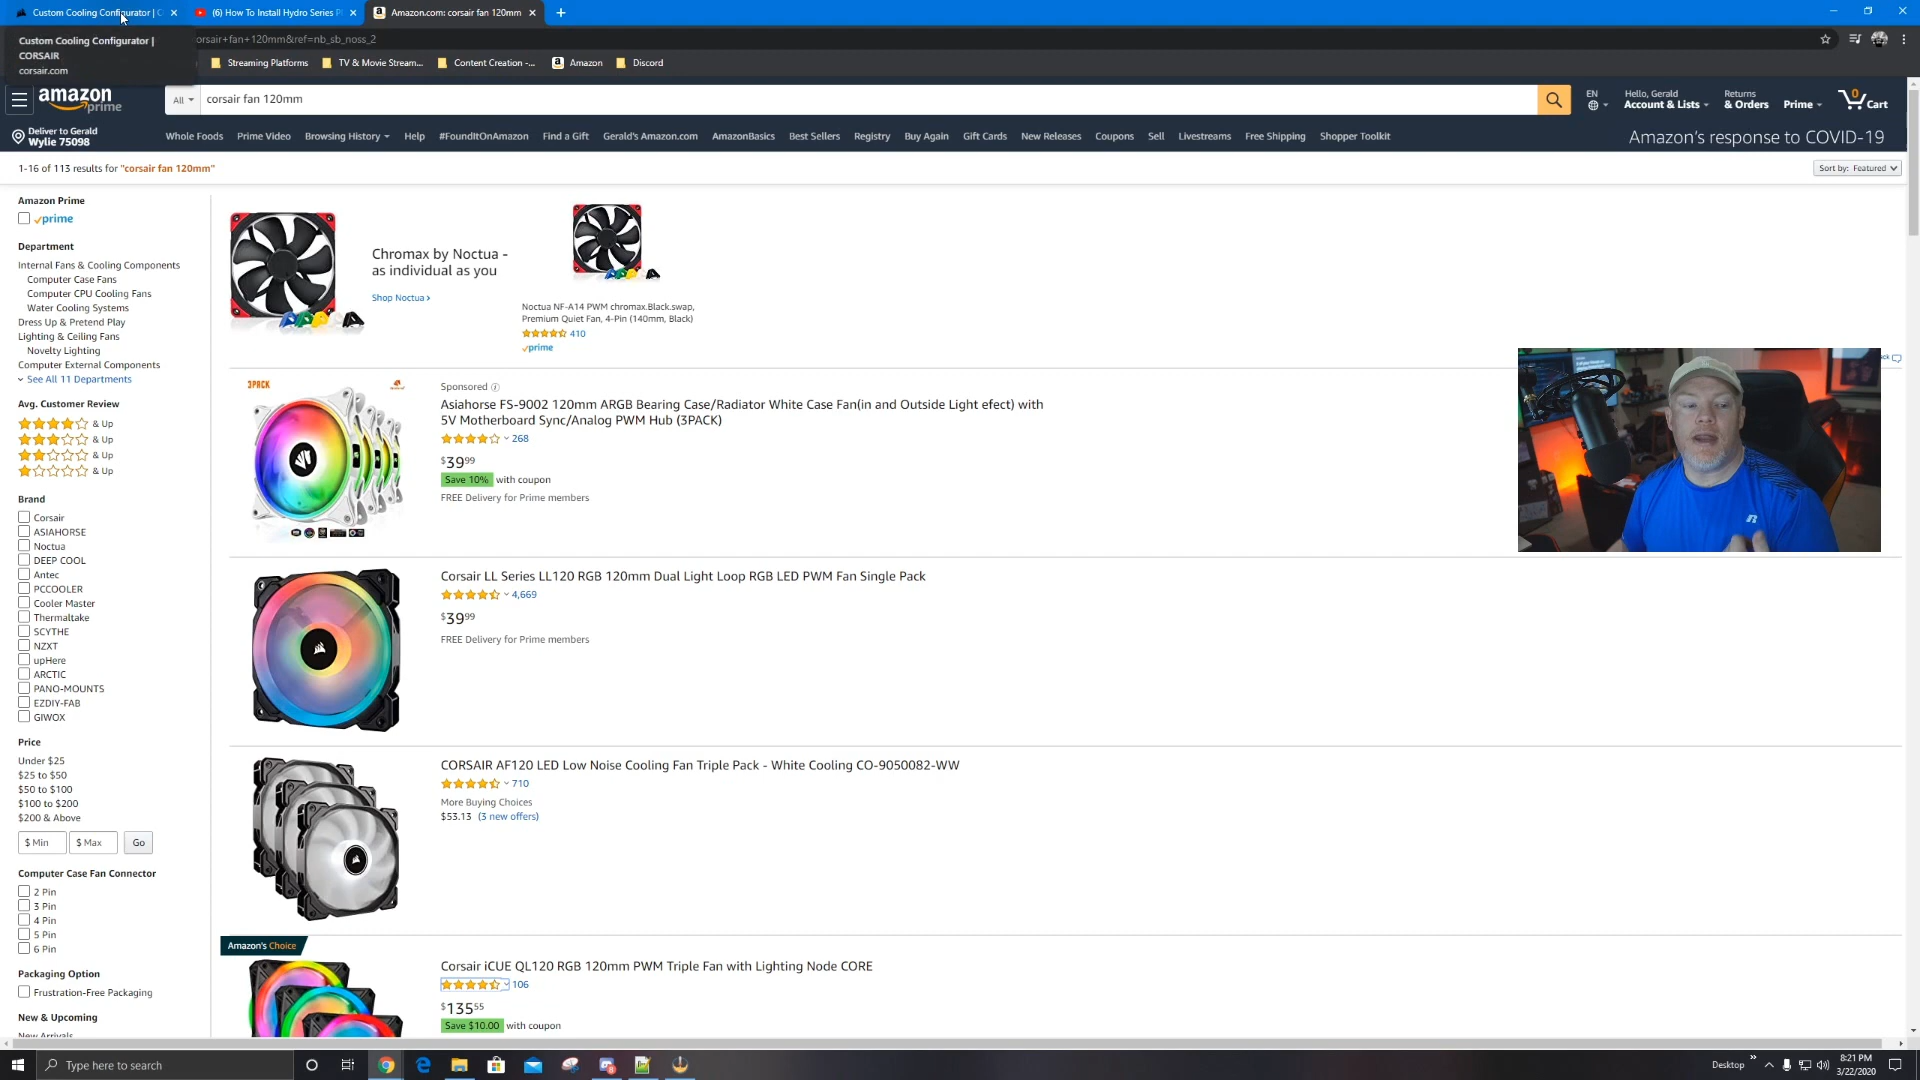 Custom Cooling Configurator | C
(6) How To Install Hydro Series P
Amazon.com: corsair fan 120mm
Custom Cooling Configurator |
CORSAIR
corsair.com
orsair+fan+120mm&ref=nb_sb_noss_2
Streaming Platforms
TV & Movie Stream...
Content Creation -...
Amazon
Discord
amazon
prime
All
corsair fan 120mm
EN
Hello, Gerald
Account & Lists
Returns
& Orders
Prime
0
Cart
Deliver to Gerald
Wylie 75098
Whole Foods
Prime Video
Browsing History
Help
#FoundItOnAmazon
Find a Gift
Gerald's Amazon.com
AmazonBasics
Best Sellers
Registry
Buy Again
Gift Cards
New Releases
Coupons
Sell
Livestreams
Free Shipping
Shopper Toolkit
Amazon's response to COVID-19
1-16 of 113 results for "corsair fan 120mm"
Sort by: Featured
Amazon Prime
prime
Department
Internal Fans & Cooling Components
Computer Case Fans
Computer CPU Cooling Fans
Water Cooling Systems
Dress Up & Pretend Play
Lighting & Ceiling Fans
Novelty Lighting
Computer External Components
See All 11 Departments
Avg. Customer Review
& Up
& Up
& Up
& Up
Brand
Corsair
ASIAHORSE
Noctua
DEEP COOL
Antec
PCCOOLER
Cooler Master
Thermaltake
SCYTHE
NZXT
upHere
ARCTIC
PANO-MOUNTS
EZDIY-FAB
GIWOX
Price
Under $25
$25 to $50
$50 to $100
$100 to $200
$200 & Above
$ Min
$ Max
Go
Computer Case Fan Connector
2 Pin
3 Pin
4 Pin
5 Pin
6 Pin
Packaging Option
Frustration-Free Packaging
New & Upcoming
New Arrivals
Chromax by Noctua -
as individual as you
Shop Noctua ›
Noctua NF-A14 PWM chromax.Black.swap,
Premium Quiet Fan, 4-Pin (140mm, Black)
410
prime
3PACK
Sponsored
Asiahorse FS-9002 120mm ARGB Bearing Case/Radiator White Case Fan(in and Outside Light efect) with
5V Motherboard Sync/Analog PWM Hub (3PACK)
268
$3999
Save 10% with coupon
FREE Delivery for Prime members
Corsair LL Series LL120 RGB 120mm Dual Light Loop RGB LED PWM Fan Single Pack
4,669
$3999
FREE Delivery for Prime members
CORSAIR AF120 LED Low Noise Cooling Fan Triple Pack - White Cooling CO-9050082-WW
710
More Buying Choices
$53.13 (3 new offers)
Amazon's Choice
Corsair iCUE QL120 RGB 120mm PWM Triple Fan with Lighting Node CORE
106
$13555
Save $10.00 with coupon
Type here to search
Desktop
8:21 PM
3/22/2020